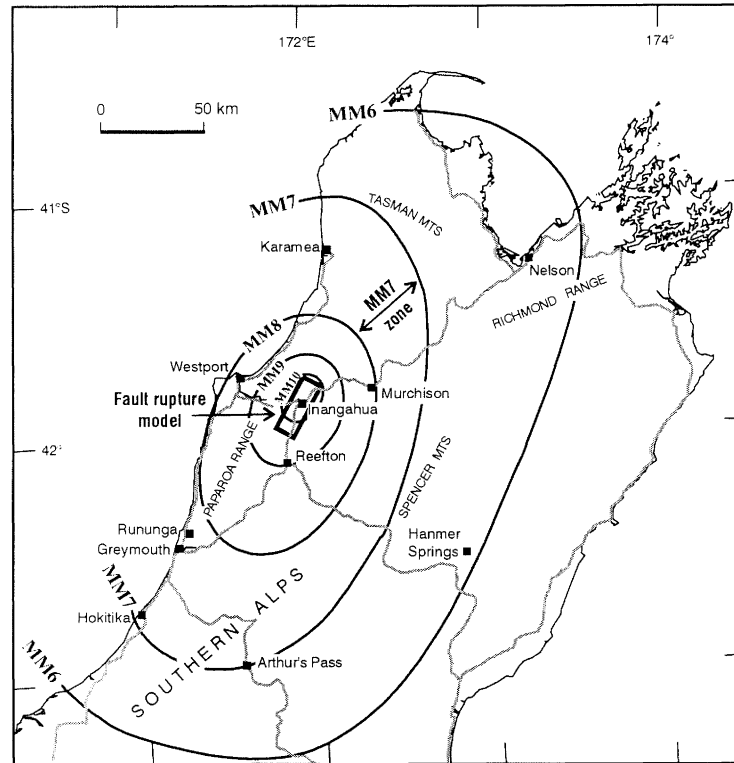 172°E
174°
0 50 km
MM6
41°S
MM7
TASMAN MTS
Karamea
Nelson
MM7
zone
RICHMOND RANGE
MM8
Westport
MM9
MM10
Murchison
Fault rupture
model
Inangahua
42°
PAPAROA RANGE
Reefton
SPENCER MTS
Rununga
Greymouth
Hanmer
Springs
MM7
Hokitika
SOUTHERN ALPS
MM6
Arthur's Pass